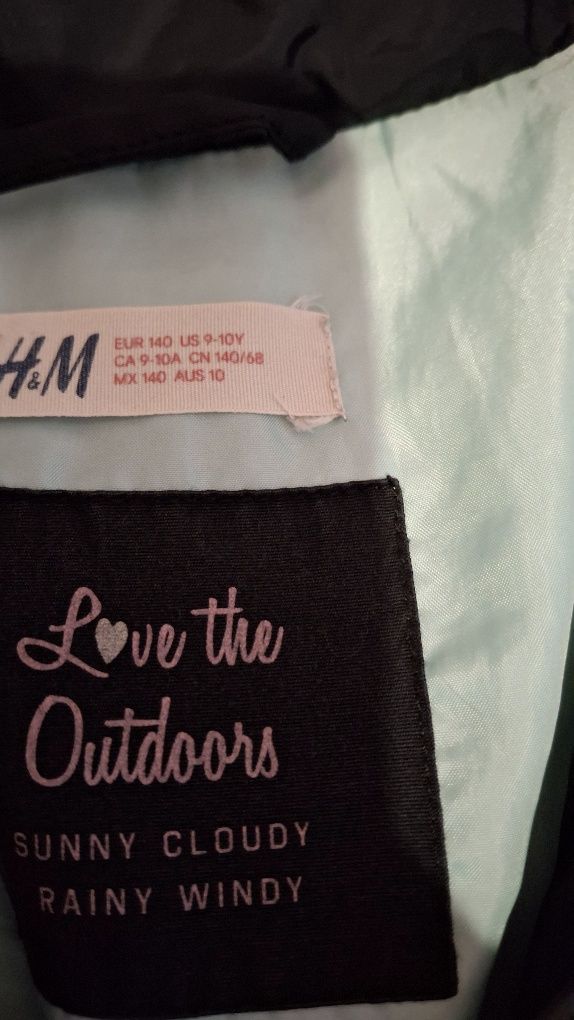 H&M
EUR 140 US 9-10Y
CA 9-10A CN 140/68
MX 140 AUS 10
Love the
Outdoors
SUNNY CLOUDY
RAINY WINDY